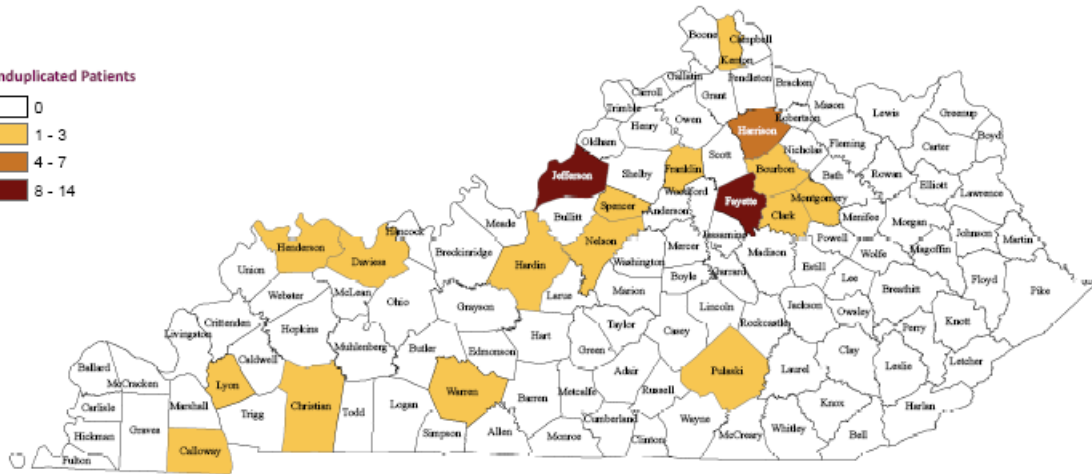 nduplicated Patients
0
1 - 3
4 - 7
8 - 14
Boone
Campbell
Kenton
Gallatin
Pendleton
Bracken
Carroll
Grant
Trimble
Owen
Mason
Lewis
Greenup
Henry
Harrison
Robertson
Boyd
Oldham
Scott
Nicholas
Fleming
Carter
Jefferson
Shelby
Franklin
Bourbon
Bath
Rowan
Elliott
Lawrence
Woodford
Fayette
Montgomery
Spencer
Anderson
Clark
Menifee
Morgan
Bullitt
Meade
Jessamine
Powell
Johnson
Martin
Hancock
Nelson
Mercer
Madison
Wolfe
Magoffin
Henderson
Breckinridge
Washington
Daviess
Hardin
Boyle
Garrard
Estill
Lee
Floyd
Union
Marion
Breathitt
Pike
McLean
Larue
Webster
Ohio
Grayson
Lincoln
Jackson
Owsley
Knott
Crittenden
Hopkins
Taylor
Casey
Rockcastle
Perry
Livingston
Hart
Muhlenberg
Butler
Edmonson
Green
Clay
Letcher
Caldwell
Ballard
Adair
Pulaski
Laurel
Leslie
McCracken
Lyon
Warren
Metcalfe
Russell
Barren
Carlisle
Marshall
Christian
Todd
Logan
Knox
Harlan
Trigg
Cumberland
Wayne
Graves
Whitley
Hickman
Simpson
Allen
Monroe
Clinton
McCreary
Bell
Calloway
Fulton